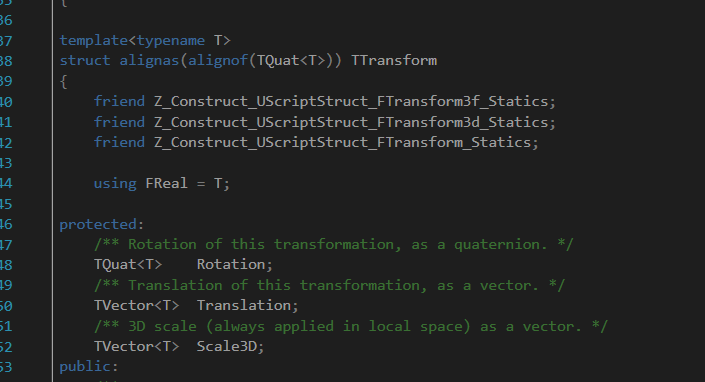 35 {
36
37 template<typename T>
38 struct alignas(alignof(TQuat<T>)) TTransform
39 {
40     friend Z_Construct_UScriptStruct_FTransform3f_Statics;
41     friend Z_Construct_UScriptStruct_FTransform3d_Statics;
42     friend Z_Construct_UScriptStruct_FTransform_Statics;
43
44     using FReal = T;
45
46 protected:
47     /** Rotation of this transformation, as a quaternion. */
48     TQuat<T>    Rotation;
49     /** Translation of this transformation, as a vector. */
50     TVector<T>  Translation;
51     /** 3D scale (always applied in local space) as a vector. */
52     TVector<T>  Scale3D;
53 public: